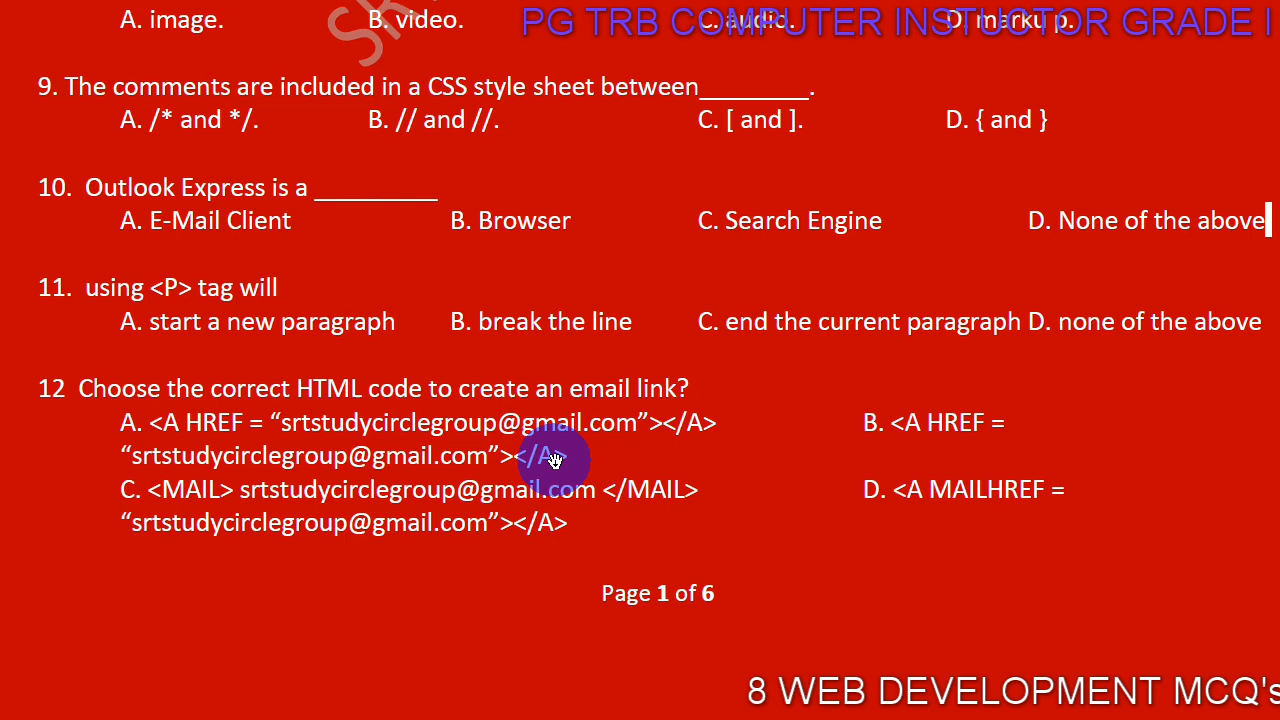 A. image. B. video. C. audio. D. marku p.
PG TRB COMPUTER INSTUCTOR GRADE I
9. The comments are included in a CSS style sheet between________.
A. /* and */. B. // and //. C. [ and ]. D. { and }
10. Outlook Express is a _________
A. E-Mail Client B. Browser C. Search Engine D. None of the above
11. using <P> tag will
A. start a new paragraph B. break the line C. end the current paragraph D. none of the above
12 Choose the correct HTML code to create an email link?
A. <A HREF = “srtstudycirclegroup@gmail.com”></A> B. <A HREF =
“srtstudycirclegroup@gmail.com”></A>
C. <MAIL> srtstudycirclegroup@gmail.com </MAIL> D. <A MAILHREF =
“srtstudycirclegroup@gmail.com”></A>
Page 1 of 6
8 WEB DEVELOPMENT MCQ's